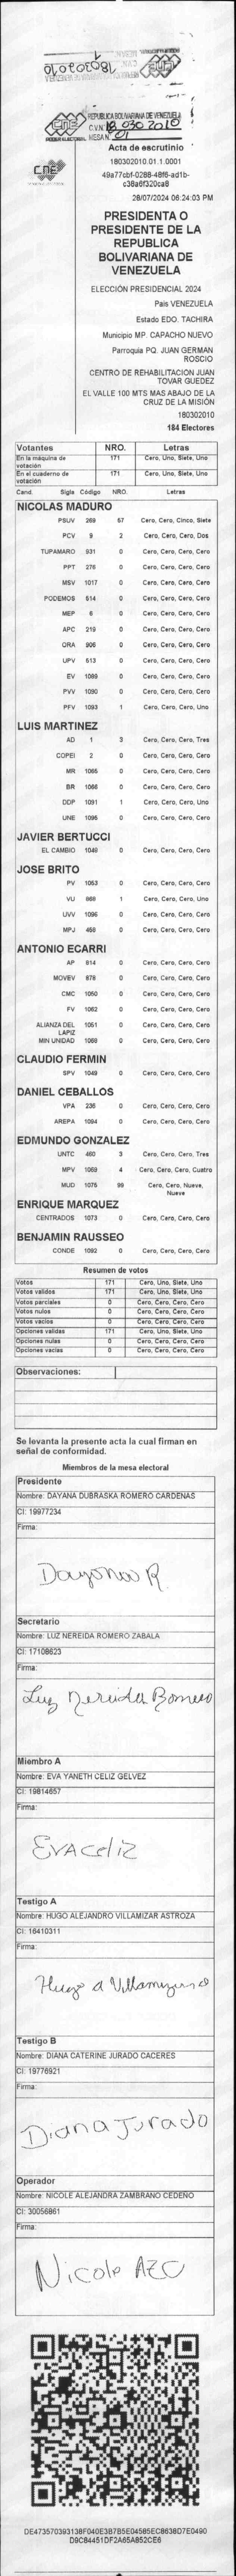 CNE
REPUBLICA BOLIVARIANA DE VENEZUELA
PODER ELECTORAL
C.V.N. 18 030 2010
MESA N° 01
CNE
Acta de escrutinio
180302010.01.1.0001
28/07/2024 06:24:03 PM
PRESIDENTA O
PRESIDENTE DE LA
REPUBLICA
BOLIVARIANA DE
VENEZUELA
ELECCIÓN PRESIDENCIAL 2024
País VENEZUELA
Estado EDO. TACHIRA
Municipio MP. CAPACHO NUEVO
Parroquia PQ. JUAN GERMAN
ROSCIO
CENTRO DE REHABILITACION JUAN
TOVAR GUEDEZ
EL VALLE 100 MTS MAS ABAJO DE LA
CRUZ DE LA MISIÓN
180302010
184 Electores
Votantes NRO. Letras
En la máquina de votación 171 Cero, Uno, Siete, Uno
En el cuaderno de votación 171 Cero, Uno, Siete, Uno
Cand. Sigla Código NRO. Letras
NICOLAS MADURO
PSUV 269 57 Cero, Cero, Cinco, Siete
PCV 9 2 Cero, Cero, Cero, Dos
TUPAMARO 931 0 Cero, Cero, Cero, Cero
PPT 276 0 Cero, Cero, Cero, Cero
MSV 1017 0 Cero, Cero, Cero, Cero
PODEMOS 514 0 Cero, Cero, Cero, Cero
MEP 6 0 Cero, Cero, Cero, Cero
APC 219 0 Cero, Cero, Cero, Cero
ORA 906 0 Cero, Cero, Cero, Cero
UPV 513 0 Cero, Cero, Cero, Cero
EV 1089 0 Cero, Cero, Cero, Cero
PVV 1090 0 Cero, Cero, Cero, Cero
PFV 1093 1 Cero, Cero, Cero, Uno
LUIS MARTINEZ
AD 1 3 Cero, Cero, Cero, Tres
COPEI 2 0 Cero, Cero, Cero, Cero
MR 1065 0 Cero, Cero, Cero, Cero
BR 1086 0 Cero, Cero, Cero, Cero
DDP 1091 1 Cero, Cero, Cero, Uno
UNE 1095 0 Cero, Cero, Cero, Cero
JAVIER BERTUCCI
EL CAMBIO 1048 0 Cero, Cero, Cero, Cero
JOSE BRITO
PV 1053 0 Cero, Cero, Cero, Cero
VU 868 1 Cero, Cero, Cero, Uno
UVV 1096 0 Cero, Cero, Cero, Cero
MPJ 458 0 Cero, Cero, Cero, Cero
ANTONIO ECARRI
AP 814 0 Cero, Cero, Cero, Cero
MOVEV 878 0 Cero, Cero, Cero, Cero
CMC 1050 0 Cero, Cero, Cero, Cero
FV 1062 0 Cero, Cero, Cero, Cero
ALIANZA DEL LAPIZ 1051 0 Cero, Cero, Cero, Cero
MIN UNIDAD 1068 0 Cero, Cero, Cero, Cero
CLAUDIO FERMIN
SPV 1049 0 Cero, Cero, Cero, Cero
DANIEL CEBALLOS
VPA 236 0 Cero, Cero, Cero, Cero
AREPA 1094 0 Cero, Cero, Cero, Cero
EDMUNDO GONZALEZ
UNTC 460 3 Cero, Cero, Cero, Tres
MPV 1069 4 Cero, Cero, Cero, Cuatro
MUD 1075 99 Cero, Cero, Nueve, Nueve
ENRIQUE MARQUEZ
CENTRADOS 1073 0 Cero, Cero, Cero, Cero
BENJAMIN RAUSSEO
CONDE 1092 0 Cero, Cero, Cero, Cero
Resumen de votos
Votos 171 Cero, Uno, Siete, Uno
Votos validos 171 Cero, Uno, Siete, Uno
Votos parciales 0 Cero, Cero, Cero, Cero
Votos nulos 0 Cero, Cero, Cero, Cero
Votos vacios 0 Cero, Cero, Cero, Cero
Opciones validas 171 Cero, Uno, Siete, Uno
Opciones nulas 0 Cero, Cero, Cero, Cero
Opciones vacias 0 Cero, Cero, Cero, Cero
Observaciones:
Se levanta la presente acta la cual firman en
señal de conformidad.
Miembros de la mesa electoral
Presidente
Nombre: DAYANA DUBRASKA ROMERO CARDENAS
CI: 19977234
Firma:
Dayana R.
Secretario
Nombre: LUZ NEREIDA ROMERO ZABALA
CI: 17108623
Firma:
Luz Nereida Romero
Miembro A
Nombre: EVA YANETH CELIZ GELVEZ
CI: 19814657
Firma:
Eva Celiz
Testigo A
Nombre: HUGO ALEJANDRO VILLAMIZAR ASTROZA
CI: 16410311
Firma:
Hugo A Villamizar
Testigo B
Nombre: DIANA CATERINE JURADO CACERES
CI: 19776921
Firma:
Diana Jurado
Operador
Nombre: NICOLE ALEJANDRA ZAMBRANO CEDEÑO
CI: 30056861
Firma:
Nicole AZC
DE473570393138F040E3B7B5E04585EC8638D7E0490
D9C84451DF2A65A852CE6